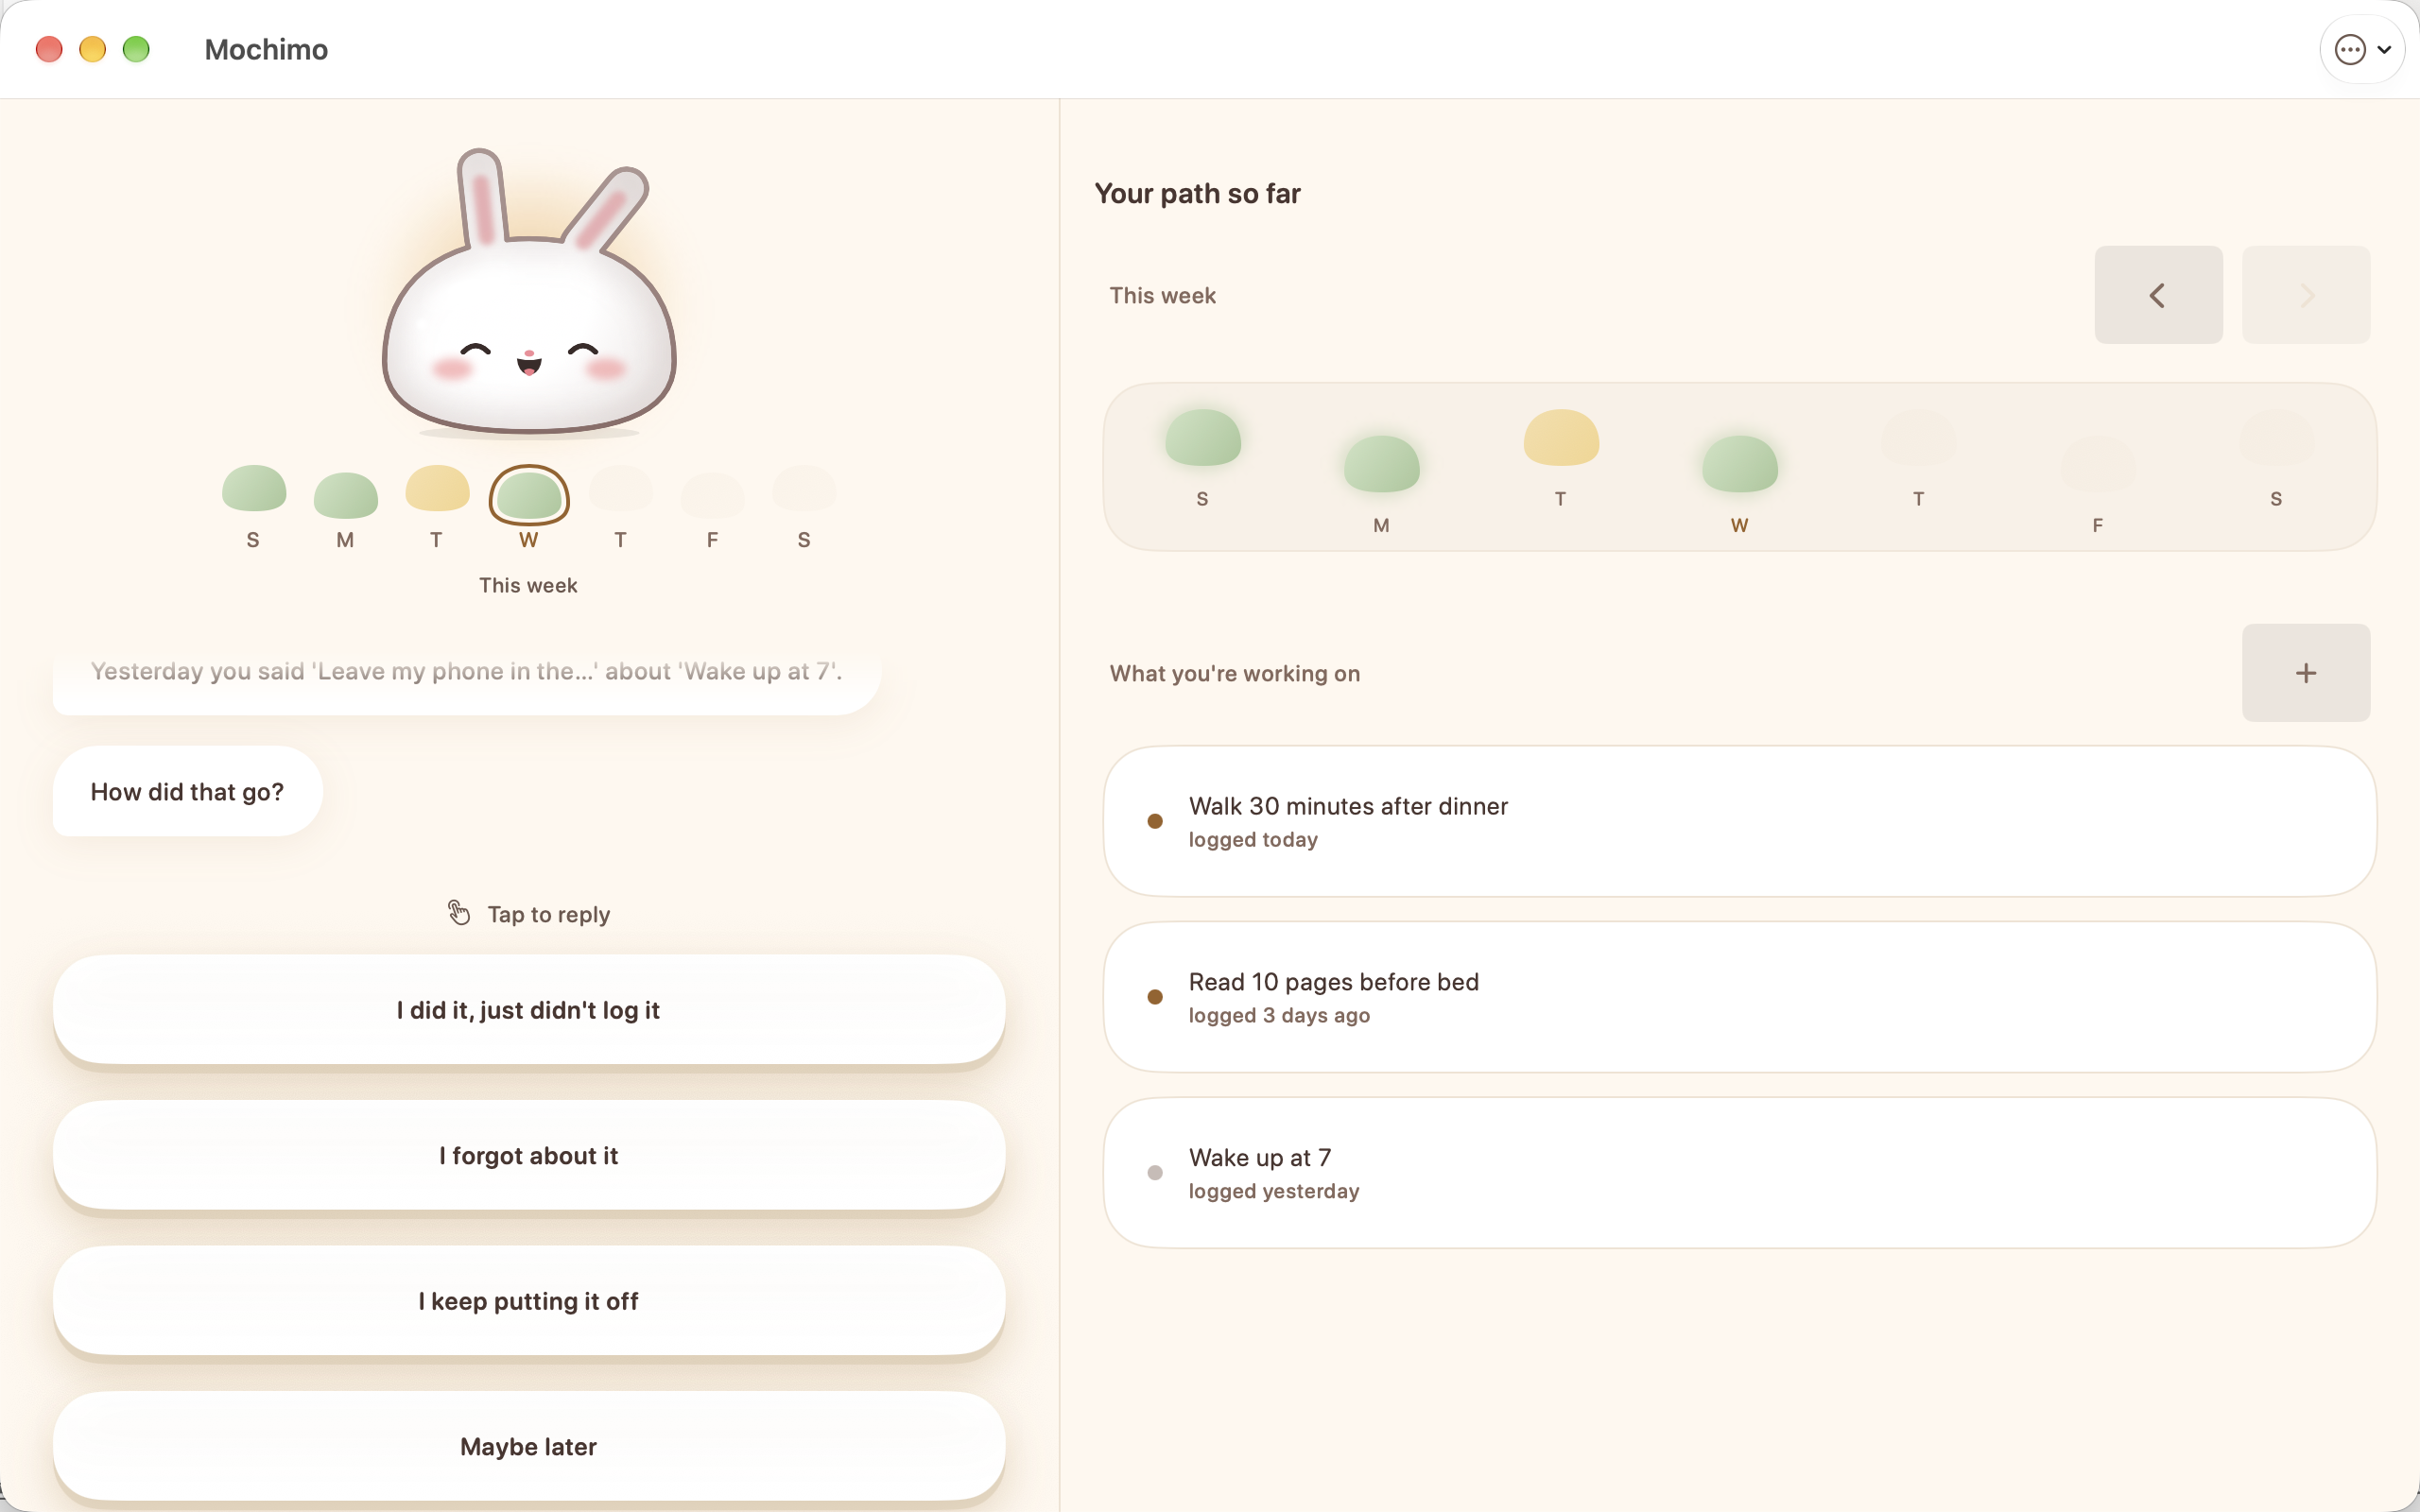 Mochimo
S M T W T F S
This week
Yesterday you said 'Leave my phone in the...' about 'Wake up at 7'.
How did that go?
Tap to reply
I did it, just didn't log it
I forgot about it
I keep putting it off
Maybe later
Your path so far
This week
S M T W T F S
What you're working on
Walk 30 minutes after dinner
logged today
Read 10 pages before bed
logged 3 days ago
Wake up at 7
logged yesterday